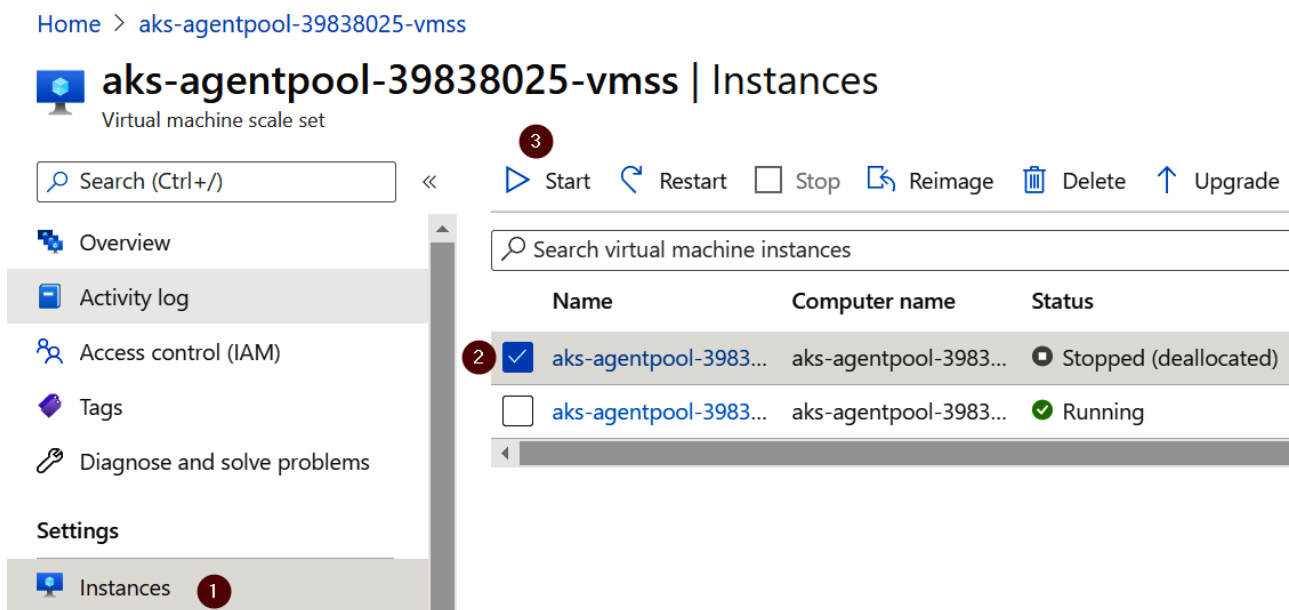 Home > aks-agentpool-39838025-vmss
aks-agentpool-39838025-vmss | Instances
Virtual machine scale set
3
Search (Ctrl+/)
«
Start
Restart
Stop
Reimage
Delete
Upgrade
Overview
Activity log
Access control (IAM)
Tags
Diagnose and solve problems
Settings
Instances
1
Search virtual machine instances
Name Computer name Status
2 aks-agentpool-3983... aks-agentpool-3983... Stopped (deallocated)
aks-agentpool-3983... aks-agentpool-3983... Running